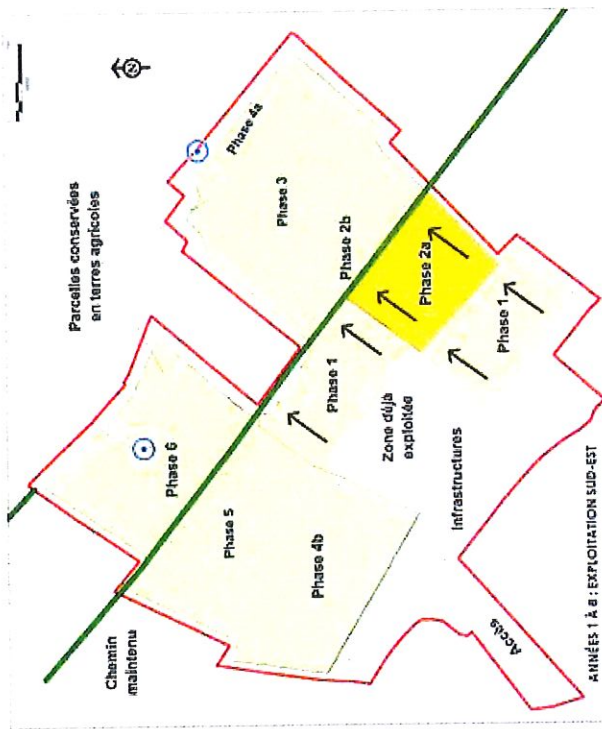 N
Parcelles conservées
en terres agricoles
Phase 4a
Phase 3
Phase 2b
Phase 2a
Phase 1
Phase 1
Phase 6
Phase 5
Phase 4b
Zone déjà
exploitée
Infrastructures
Chemin
maintenu
Accès
ANNÉES 1 À 8 : EXPLOITATION SUD-EST